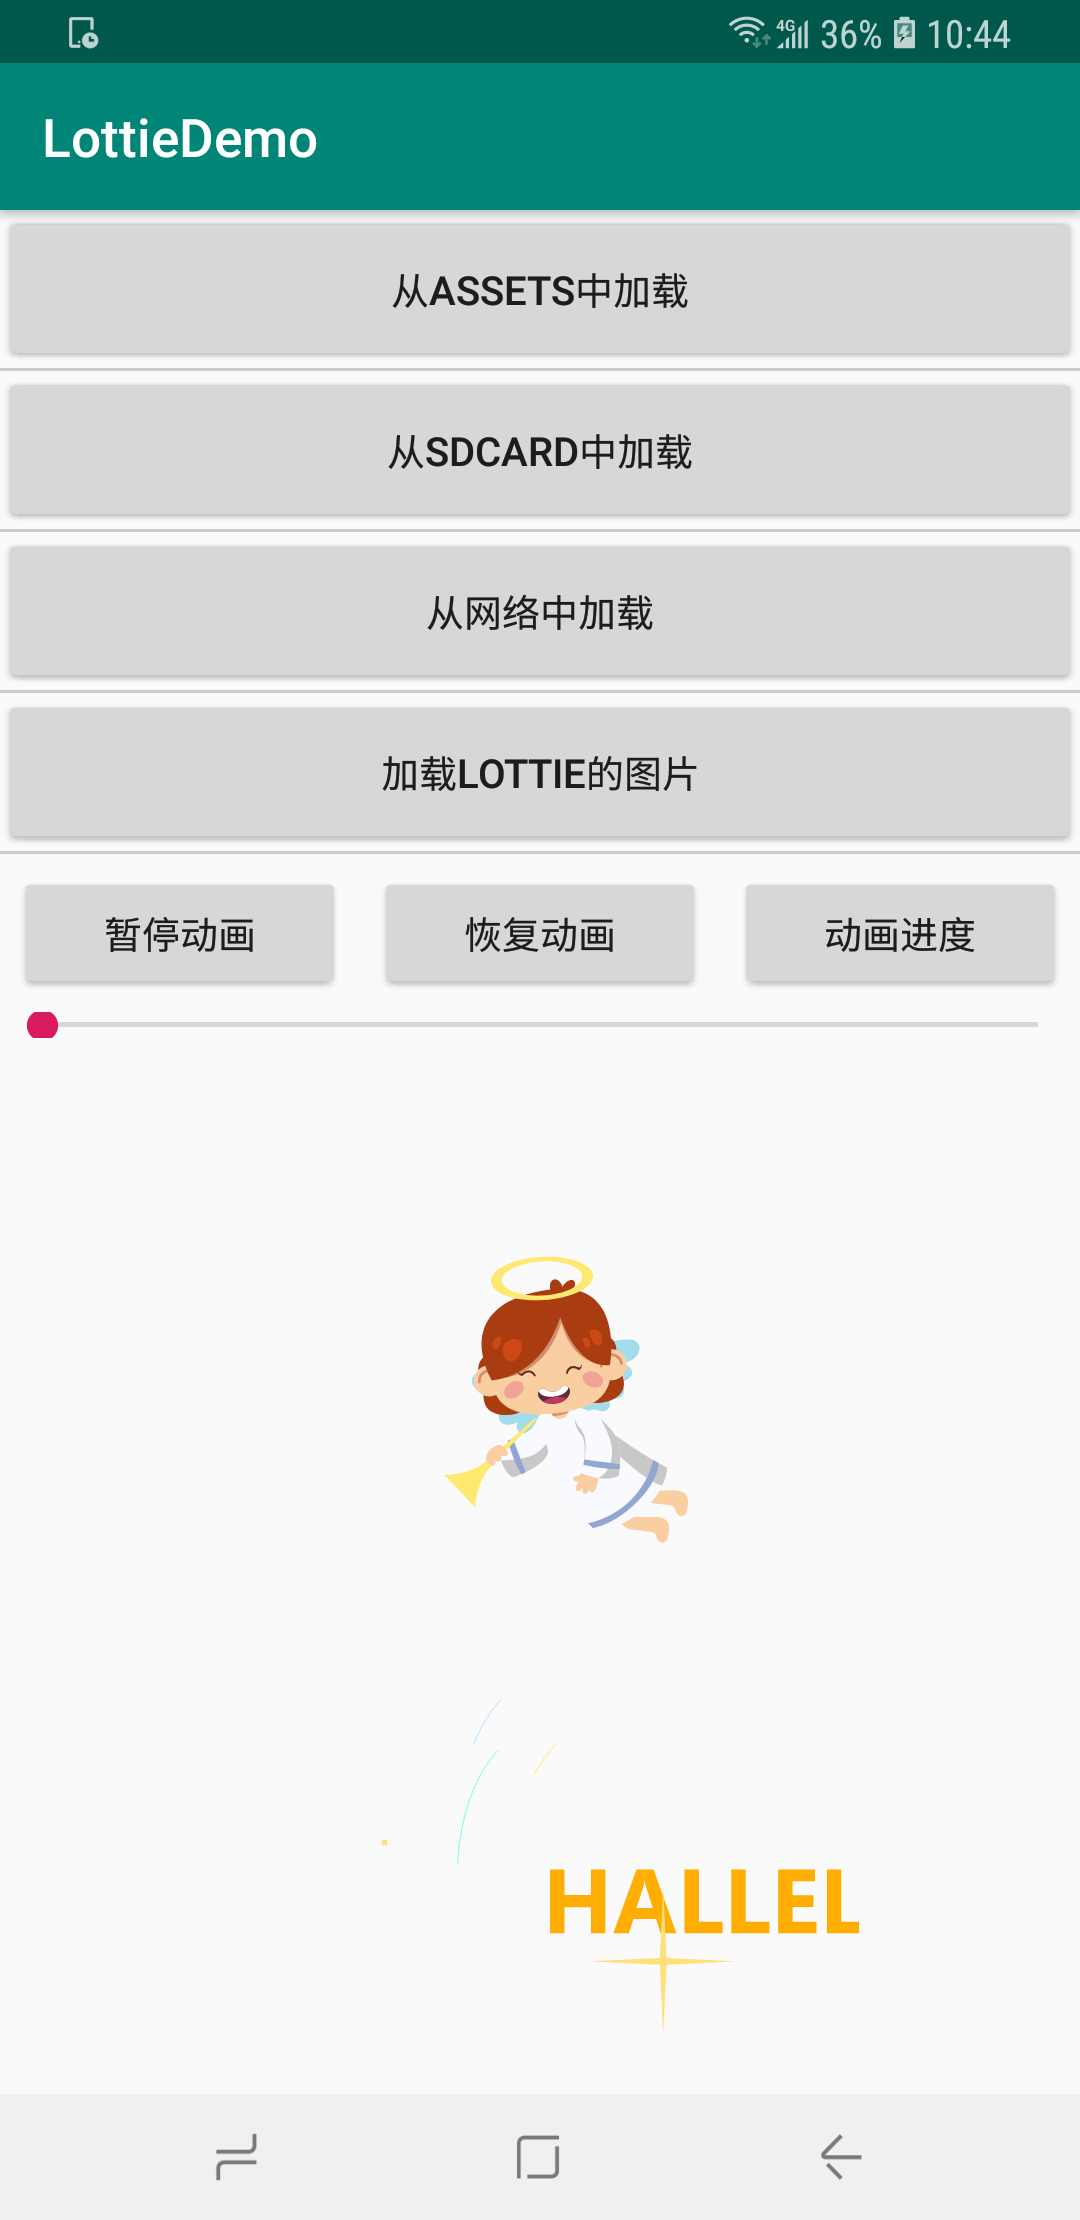 4G 36% 10:44
LottieDemo
从ASSETS中加载
从SDCARD中加载
从网络中加载
加载LOTTIE的图片
暂停动画 恢复动画 动画进度
HALLEL